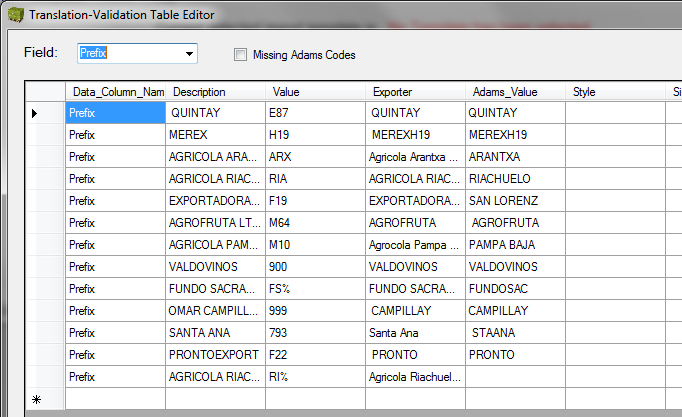 Translation-Validation Table Editor
Field: Prefix Missing Adams Codes
Data_Column_Nam Description Value Exporter Adams_Value Style Si
Prefix QUINTAY E87 QUINTAY QUINTAY
Prefix MEREX H19 MEREXH19 MEREXH19
Prefix AGRICOLA ARA... ARX Agricola Arantxa ... ARANTXA
Prefix AGRICOLA RIAC... RIA AGRICOLA RIAC... RIACHUELO
Prefix EXPORTADORA... F19 EXPORTADORA... SAN LORENZ
Prefix AGROFRUTA LT... M64 AGROFRUTA AGROFRUTA
Prefix AGRICOLA PAM... M10 Agrocola Pampa ... PAMPA BAJA
Prefix VALDOVINOS 900 VALDOVINOS VALDOVINOS
Prefix FUNDO SACRA... FS% FUNDO SACRA... FUNDOSAC
Prefix OMAR CAMPILL... 999 CAMPILLAY CAMPILLAY
Prefix SANTA ANA 793 Santa Ana STAANA
Prefix PRONTOEXPORT F22 PRONTO PRONTO
Prefix AGRICOLA RIAC... RI% Agricola Riachuel...